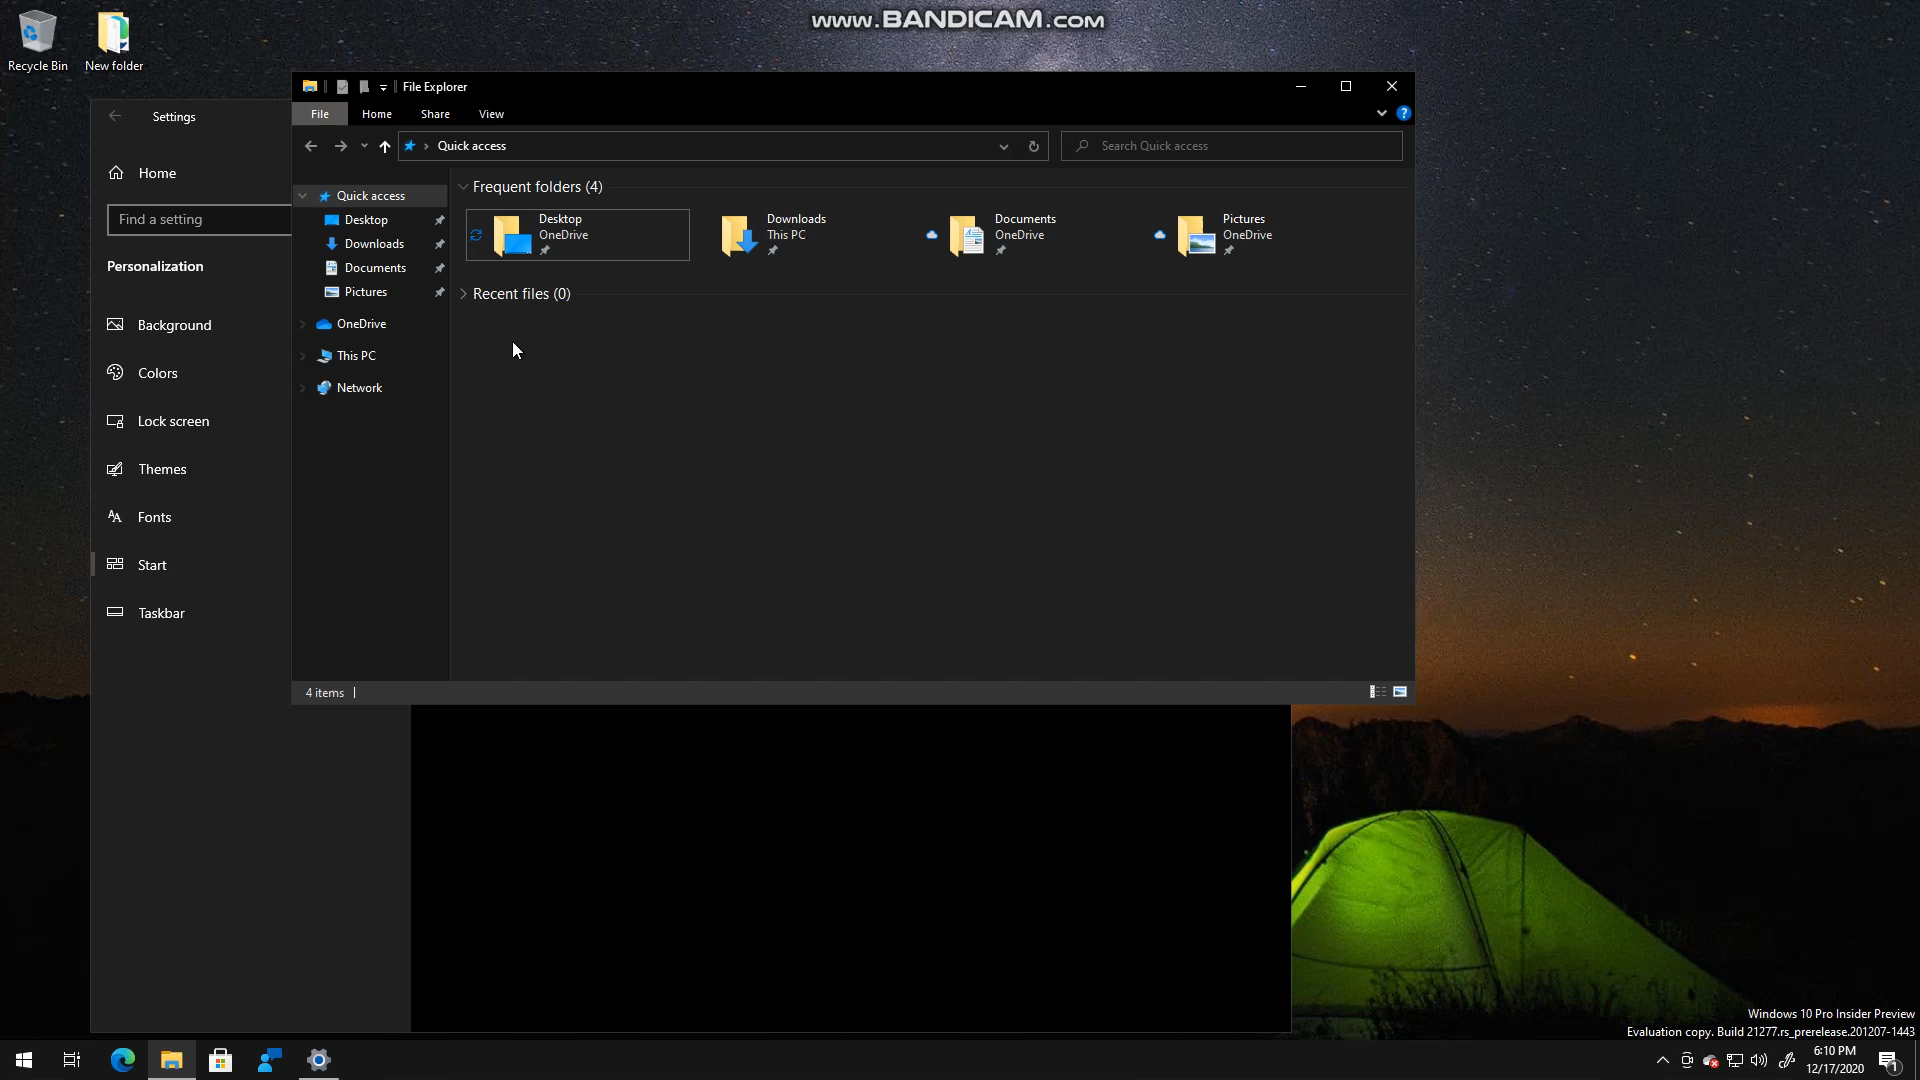 www.BANDICAM.com
Recycle Bin
New folder
File Explorer
File
Home
Share
View
?
Quick access
Search Quick access
Settings
Home
Find a setting
Personalization
Background
Colors
Lock screen
Themes
Fonts
Start
Taskbar
Quick access
Desktop
Downloads
Documents
Pictures
OneDrive
This PC
Network
Frequent folders (4)
Desktop
OneDrive
Downloads
This PC
Documents
OneDrive
Pictures
OneDrive
Recent files (0)
4 items
Windows 10 Pro Insider Preview
Evaluation copy. Build 21277.rs_prerelease.201207-1443
6:10 PM
12/17/2020
1